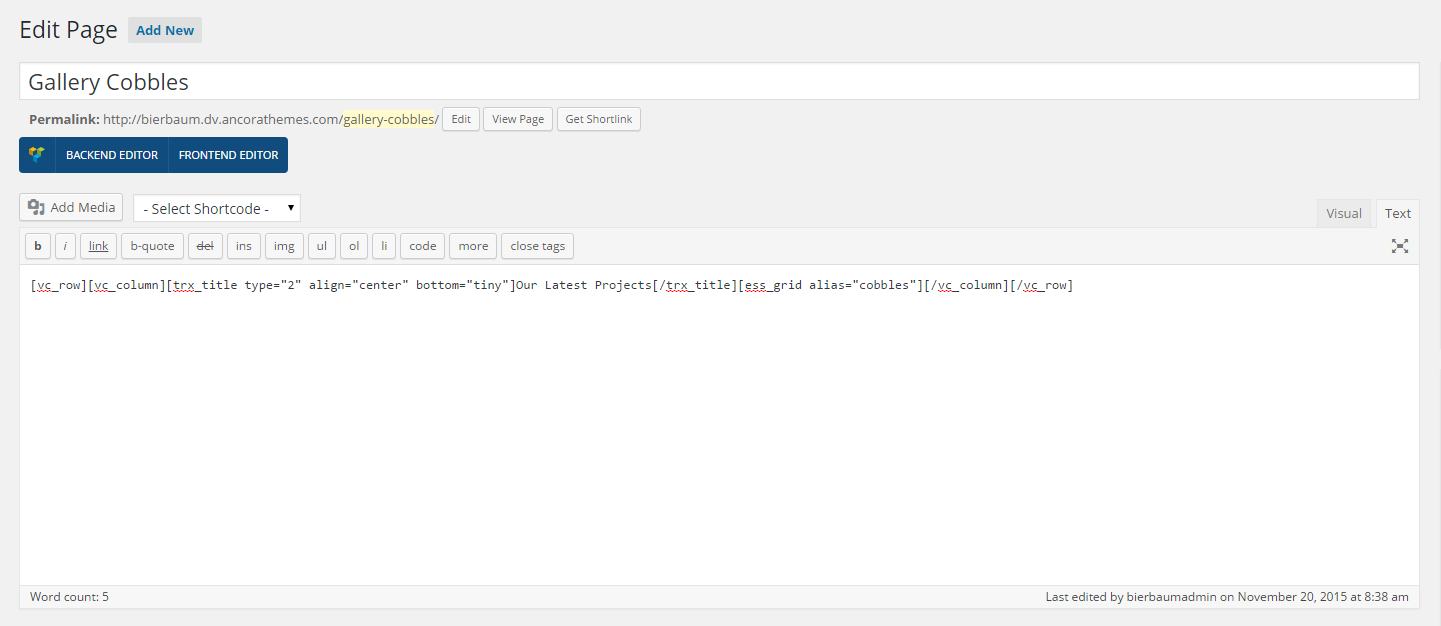 Edit Page Add New
Gallery Cobbles
Permalink: http://bierbaum.dv.ancorathemes.com/gallery-cobbles/ Edit View Page Get Shortlink
BACKEND EDITOR FRONTEND EDITOR
Add Media - Select Shortcode - Visual Text
b i link b-quote del ins img ul ol li code more close tags
[vc_row][vc_column][trx_title type="2" align="center" bottom="tiny"]Our Latest Projects[/trx_title][ess_grid alias="cobbles"][/vc_column][/vc_row]
Word count: 5 Last edited by bierbaumadmin on November 20, 2015 at 8:38 am